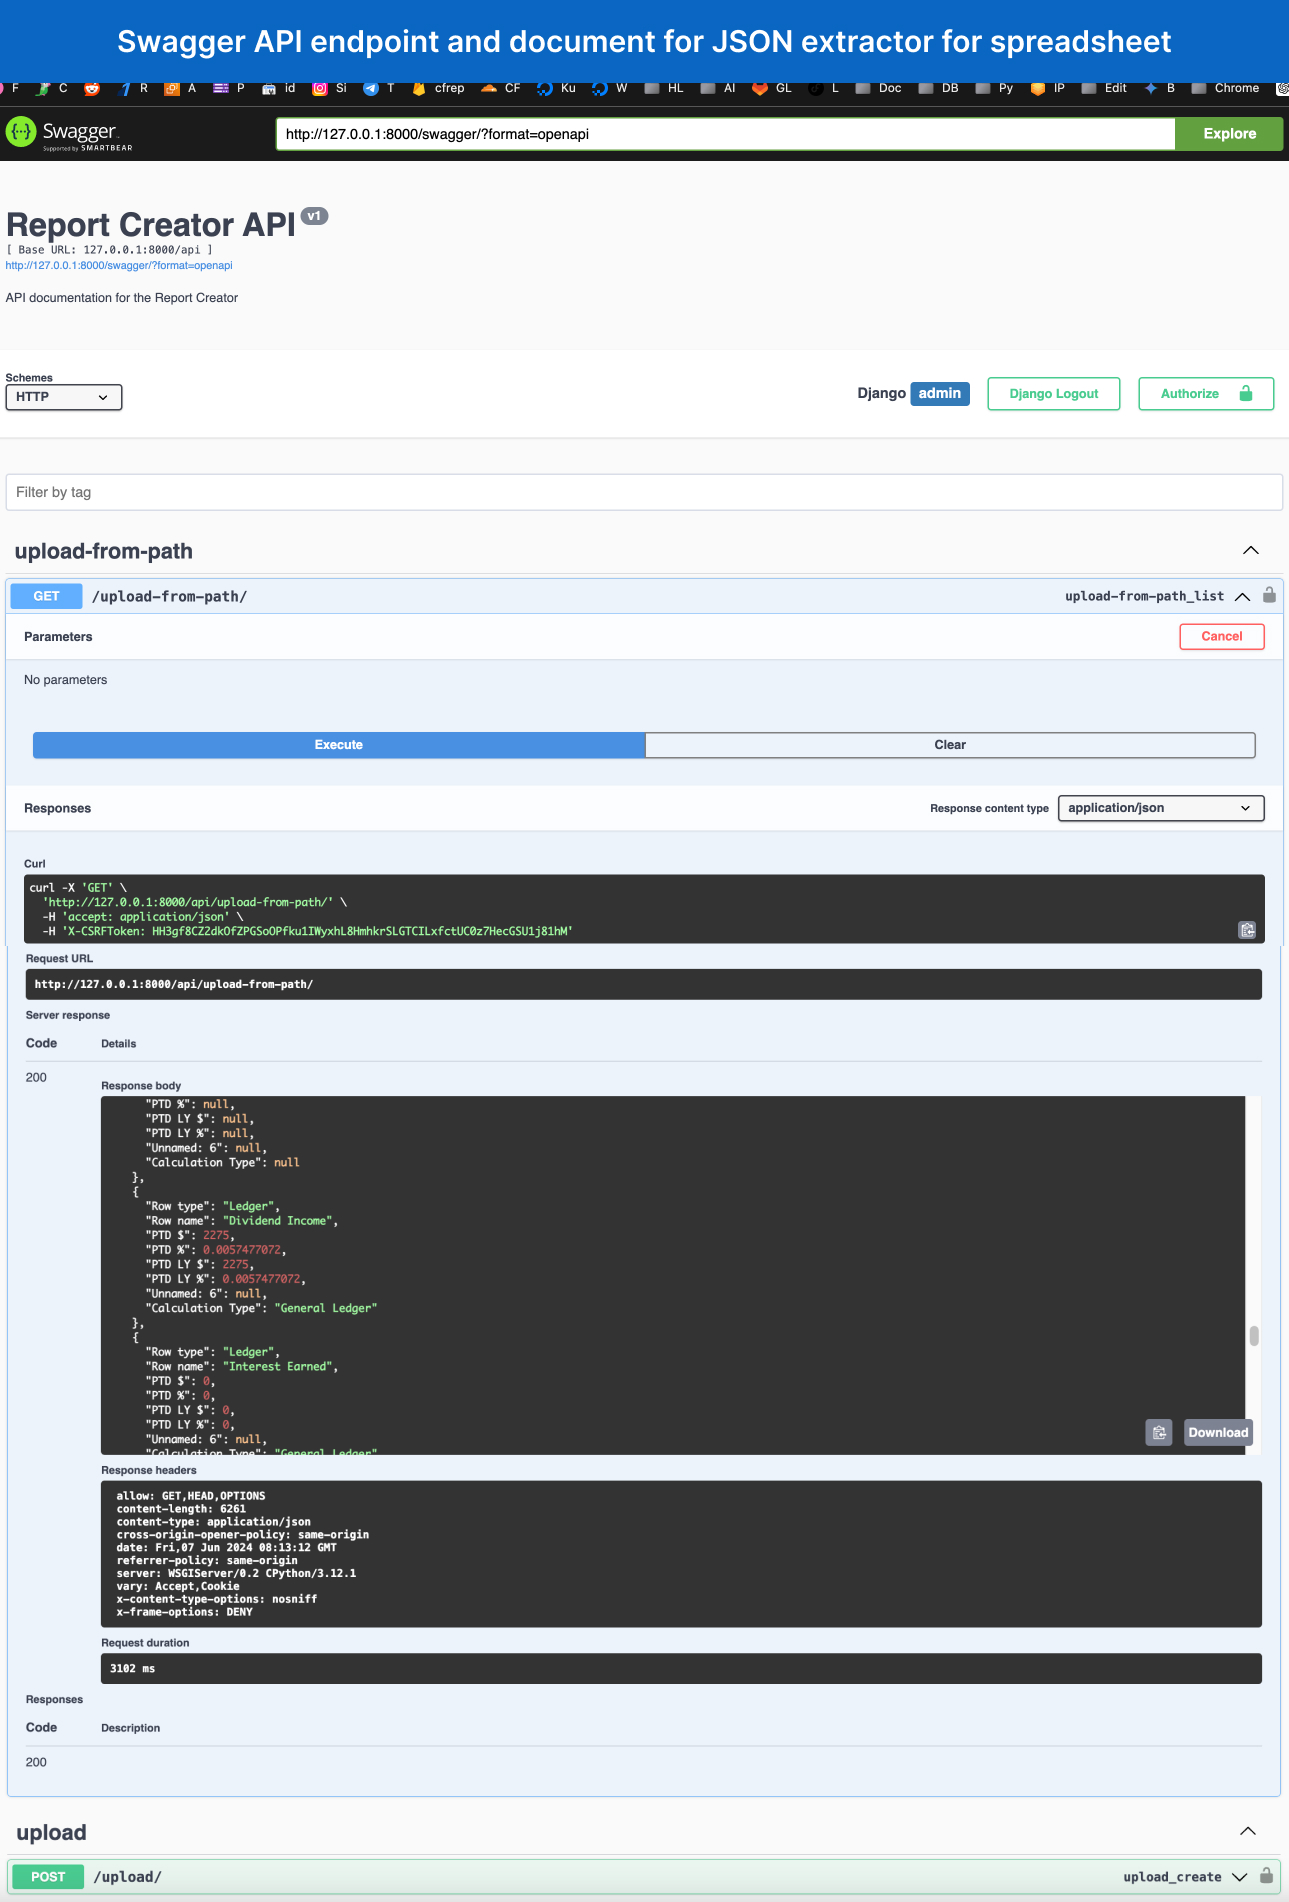 Swagger API endpoint and document for JSON extractor for spreadsheet
F C R A P id Si T cfrep CF Ku W HL AI GL L Doc DB Py IP Edit B Chrome
Swagger
Supported by SMARTBEAR
http://127.0.0.1:8000/swagger/?format=openapi
Explore
Report Creator API v1
[ Base URL: 127.0.0.1:8000/api ]
http://127.0.0.1:8000/swagger/?format=openapi
API documentation for the Report Creator
Schemes
HTTP
Django admin
Django Logout
Authorize
Filter by tag
upload-from-path
GET /upload-from-path/ upload-from-path_list
Parameters
Cancel
No parameters
Execute
Clear
Responses
Response content type application/json
Curl
curl -X 'GET' \
'http://127.0.0.1:8000/api/upload-from-path/' \
-H 'accept: application/json' \
-H 'X-CSRFToken: HH3gf8CZ2dkOfZPGSoOPfku1IWyxhL8HmhkrSLGTCILxfctUC0z7HecGSU1j81hM'
Request URL
http://127.0.0.1:8000/api/upload-from-path/
Server response
Code Details
200
Response body
"PTD %": null,
"PTD LY $": null,
"PTD LY %": null,
"Unnamed: 6": null,
"Calculation Type": null
},
{
"Row type": "Ledger",
"Row name": "Dividend Income",
"PTD $": 2275,
"PTD %": 0.0057477072,
"PTD LY $": 2275,
"PTD LY %": 0.0057477072,
"Unnamed: 6": null,
"Calculation Type": "General Ledger"
},
{
"Row type": "Ledger",
"Row name": "Interest Earned",
"PTD $": 0,
"PTD %": 0,
"PTD LY $": 0,
"PTD LY %": 0,
"Unnamed: 6": null,
"Calculation Type": "General Ledger"
Download
Response headers
allow: GET,HEAD,OPTIONS
content-length: 6261
content-type: application/json
cross-origin-opener-policy: same-origin
date: Fri,07 Jun 2024 08:13:12 GMT
referrer-policy: same-origin
server: WSGIServer/0.2 CPython/3.12.1
vary: Accept,Cookie
x-content-type-options: nosniff
x-frame-options: DENY
Request duration
3102 ms
Responses
Code Description
200
upload
POST /upload/ upload_create